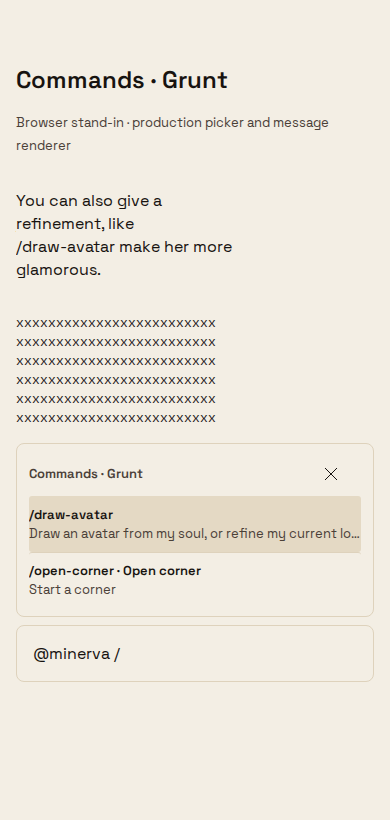 Commands · Grunt
Browser stand-in · production picker and message
renderer
You can also give a
refinement, like
/draw-avatar make her more
glamorous.
xxxxxxxxxxxxxxxxxxxxxxxxx
xxxxxxxxxxxxxxxxxxxxxxxxx
xxxxxxxxxxxxxxxxxxxxxxxxx
xxxxxxxxxxxxxxxxxxxxxxxxx
xxxxxxxxxxxxxxxxxxxxxxxxx
xxxxxxxxxxxxxxxxxxxxxxxxx
Commands · Grunt
/draw-avatar
Draw an avatar from my soul, or refine my current lo...
/open-corner · Open corner
Start a corner
@minerva /